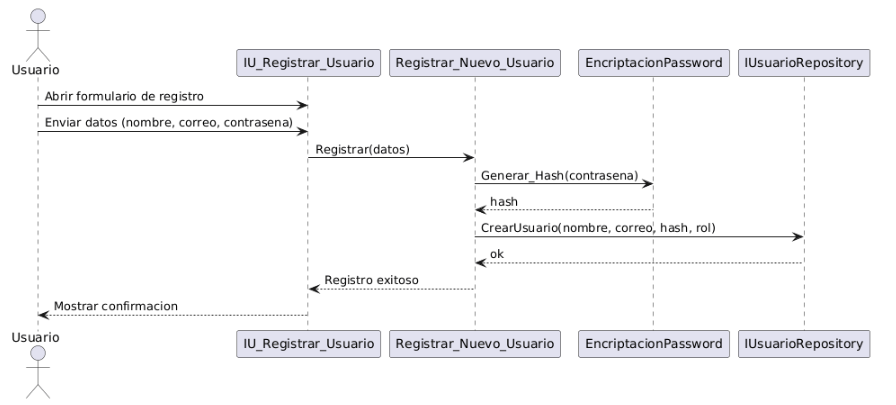 Usuario
IU_Registrar_Usuario
Registrar_Nuevo_Usuario
EncriptacionPassword
IUsuarioRepository
Abrir formulario de registro
Enviar datos (nombre, correo, contrasena)
Registrar(datos)
Generar_Hash(contrasena)
hash
CrearUsuario(nombre, correo, hash, rol)
ok
Registro exitoso
Mostrar confirmacion
Usuario
IU_Registrar_Usuario
Registrar_Nuevo_Usuario
EncriptacionPassword
IUsuarioRepository